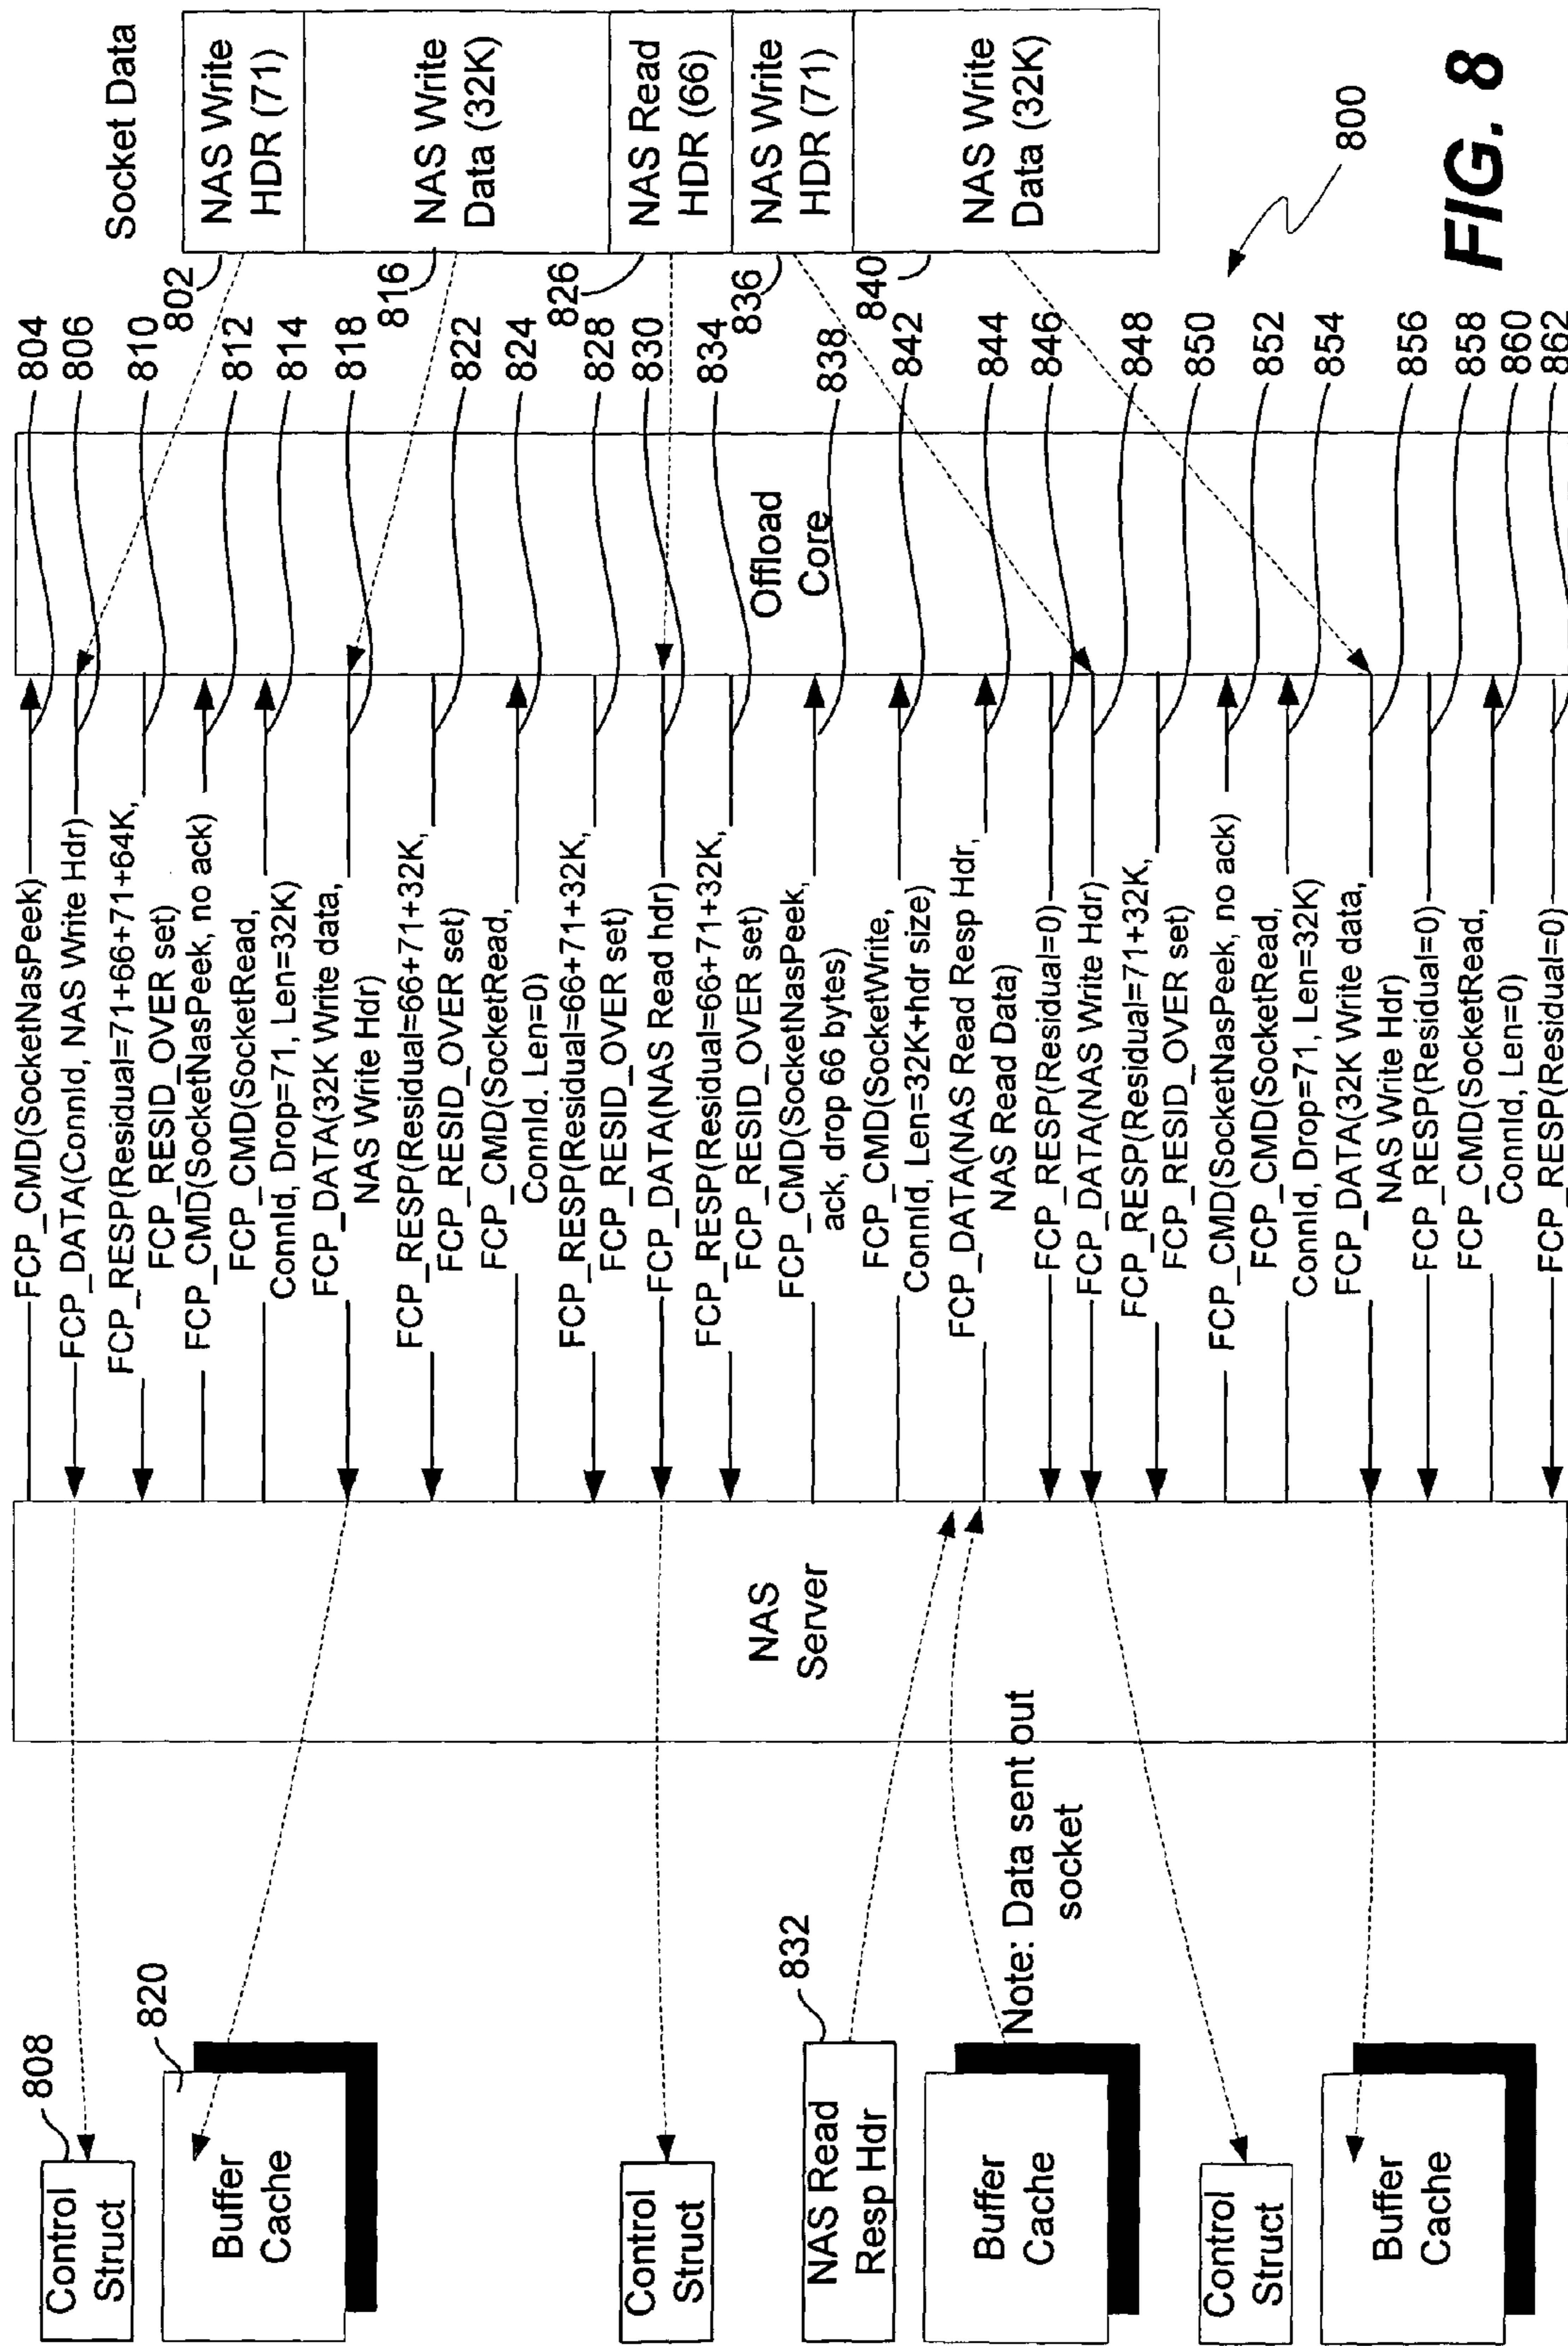 Socket Data
NAS Write
HDR (71)
NAS Write
Data (32K)
NAS Read
HDR (66)
NAS Write
HDR (71)
NAS Write
Data (32K)
802
816
826
836
840
800
FIG. 8
804
806
810
812
814
818
822
824
828
830
834
838
842
844
846
848
850
852
854
856
858
860
862
Offload
Core
FCP_CMD(SocketNasPeek)
FCP_DATA(ConnId, NAS Write Hdr)
FCP_RESP(Residual=71+66+71+64K,
FCP_RESID_OVER set)
FCP_CMD(SocketNasPeek, no ack)
FCP_CMD(SocketRead,
ConnId, Drop=71, Len=32K)
FCP_DATA(32K Write data,
NAS Write Hdr)
FCP_RESP(Residual=66+71+32K,
FCP_RESID_OVER set)
FCP_CMD(SocketRead,
ConnId. Len=0)
FCP_RESP(Residual=66+71+32K,
FCP_RESID_OVER set)
FCP_DATA(NAS Read hdr)
FCP_RESP(Residual=66+71+32K,
FCP_RESID_OVER set)
FCP_CMD(SocketNasPeek,
ack, drop 66 bytes)
FCP_CMD(SocketWrite,
ConnId, Len=32K+hdr size)
FCP_DATA(NAS Read Resp Hdr,
NAS Read Data)
FCP_RESP(Residual=0)
FCP_DATA(NAS Write Hdr)
FCP_RESP(Residual=71+32K,
FCP_RESID_OVER set)
FCP_CMD(SocketNasPeek, no ack)
FCP_CMD(SocketRead,
ConnId, Drop=71, Len=32K)
FCP_DATA(32K Write data,
NAS Write Hdr)
FCP_RESP(Residual=0)
FCP_CMD(SocketRead,
ConnId, Len=0)
FCP_RESP(Residual=0)
NAS
Server
Note: Data sent out
socket
808
Control
Struct
820
Buffer
Cache
Control
Struct
832
NAS Read
Resp Hdr
Buffer
Cache
Control
Struct
Buffer
Cache